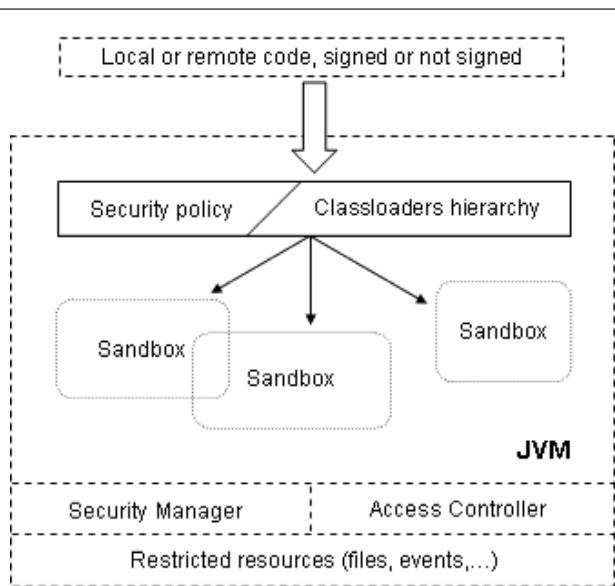 Local or remote code, signed or not signed
Security policy
Classloaders hierarchy
Sandbox
Sandbox
Sandbox
JVM
Security Manager
Access Controller
Restricted resources (files, events,...)